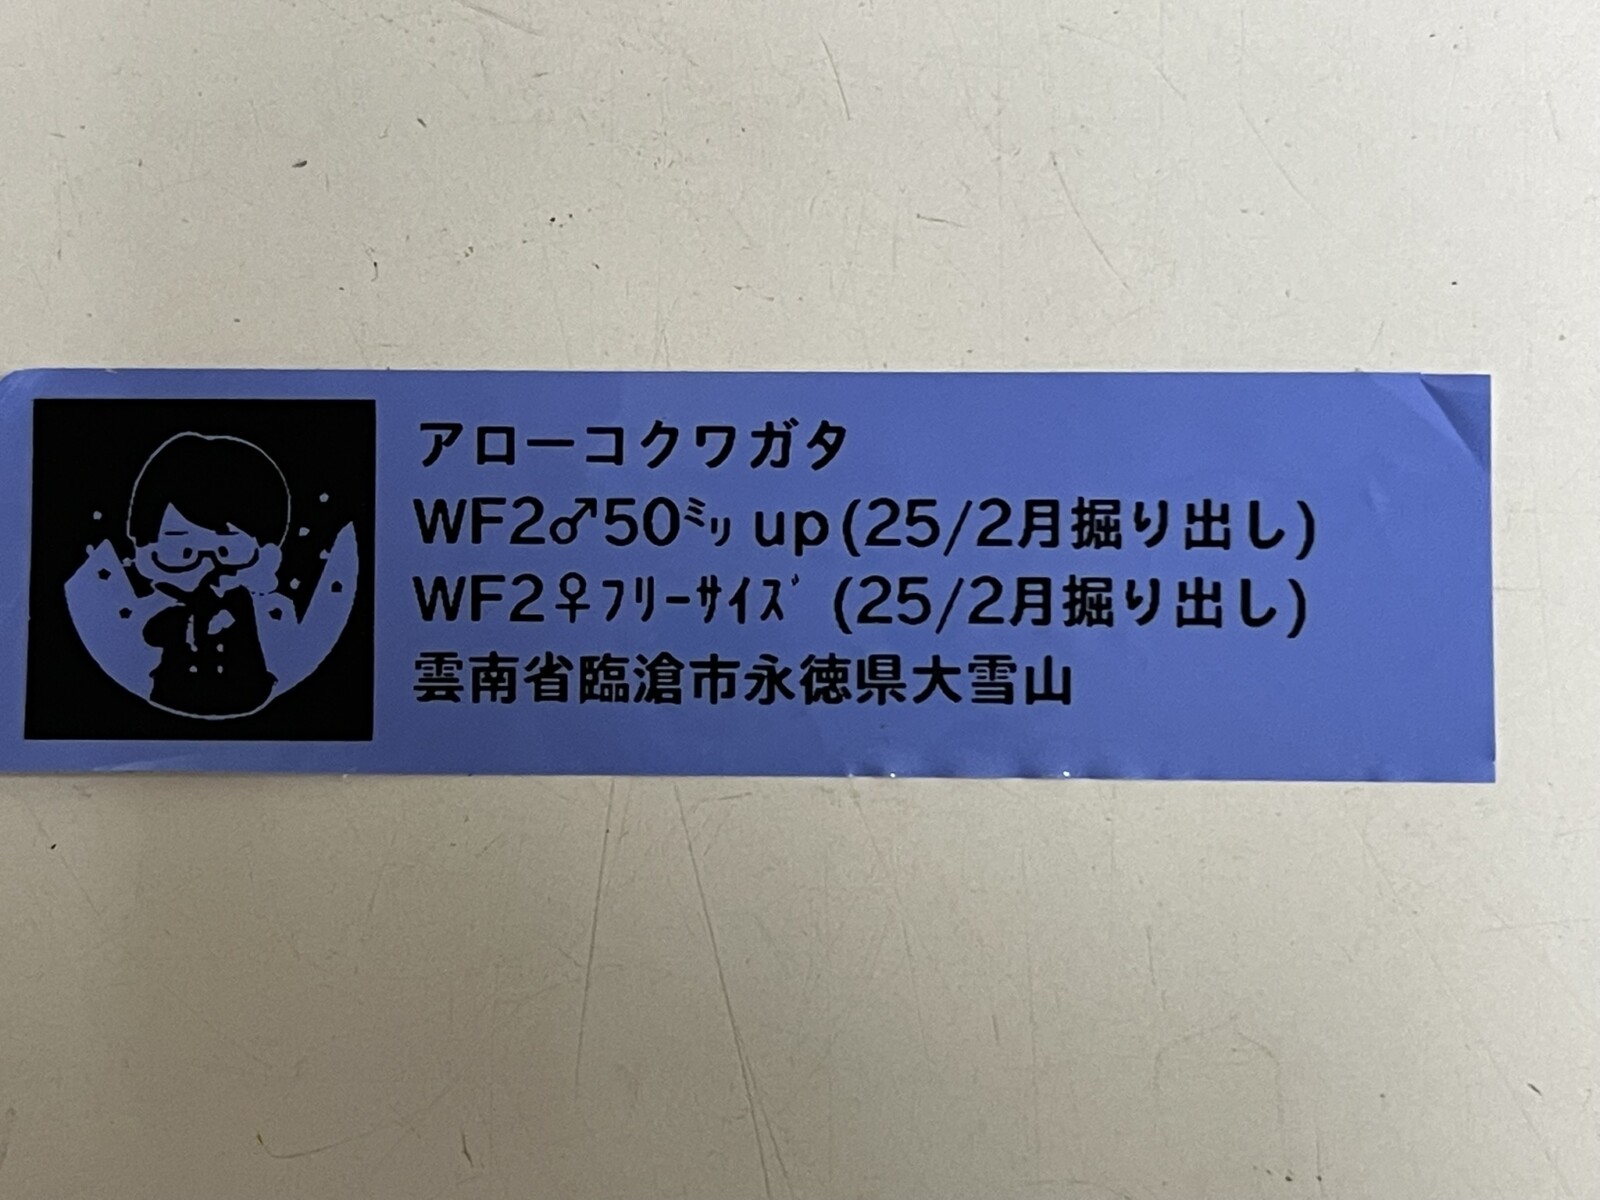 アローコクワガタ
WF2♂50ﾐﾘ up(25/2月掘り出し)
WF2♀ﾌﾘｰｻｲｽﾞ (25/2月掘り出し)
雲南省臨滄市永徳県大雪山